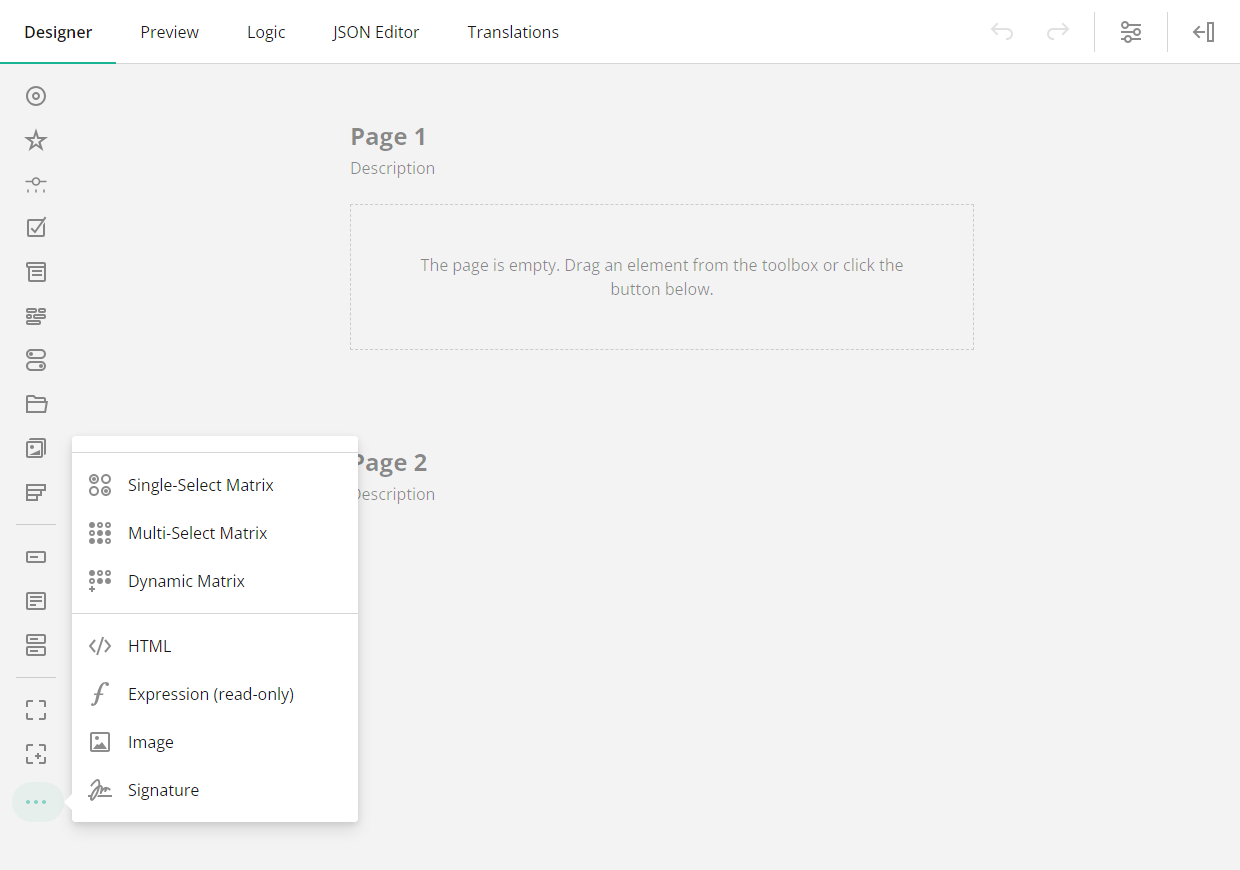 Designer
Preview
Logic
JSON Editor
Translations
Page 1
Description
The page is empty. Drag an element from the toolbox or click the
button below.
Page 2
Description
Single-Select Matrix
Multi-Select Matrix
Dynamic Matrix
HTML
Expression (read-only)
Image
Signature